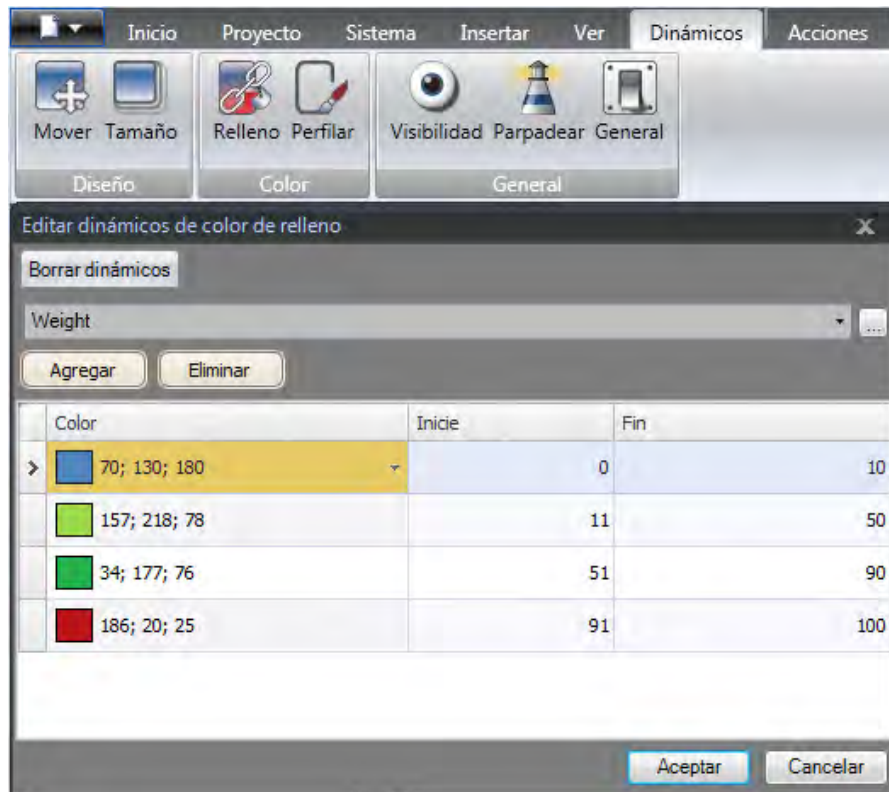 Inicio Proyecto Sistema Insertar Ver Dinámicos Acciones
Mover Tamaño Relleno Perfilar Visibilidad Parpadear General
Diseño Color General
Editar dinámicos de color de relleno
Borrar dinámicos
Weight
...
Agregar Eliminar
Color Inicie Fin
70; 130; 180 0 10
157; 218; 78 11 50
34; 177; 76 51 90
186; 20; 25 91 100
Aceptar Cancelar